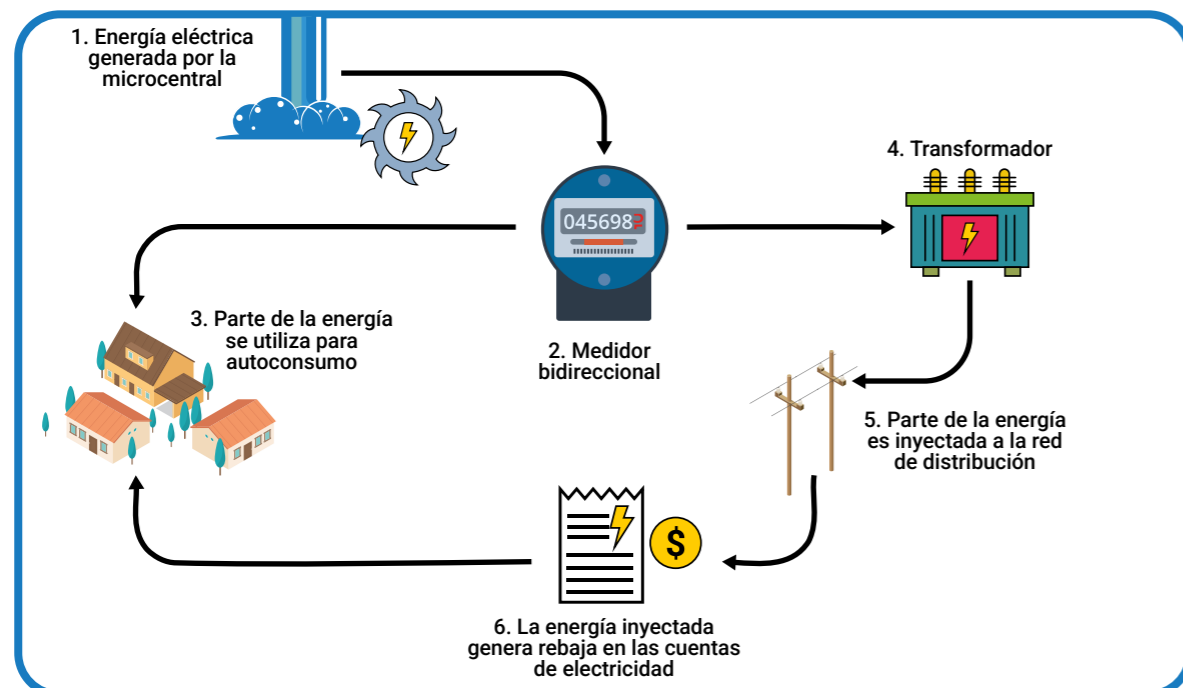 1. Energía eléctrica
generada por la
microcentral
4. Transformador
045698
3. Parte de la energía
se utiliza para
autoconsumo
2. Medidor
bidireccional
5. Parte de la energía
es inyectada a la red
de distribución
$
6. La energía inyectada
genera rebaja en las cuentas
de electricidad